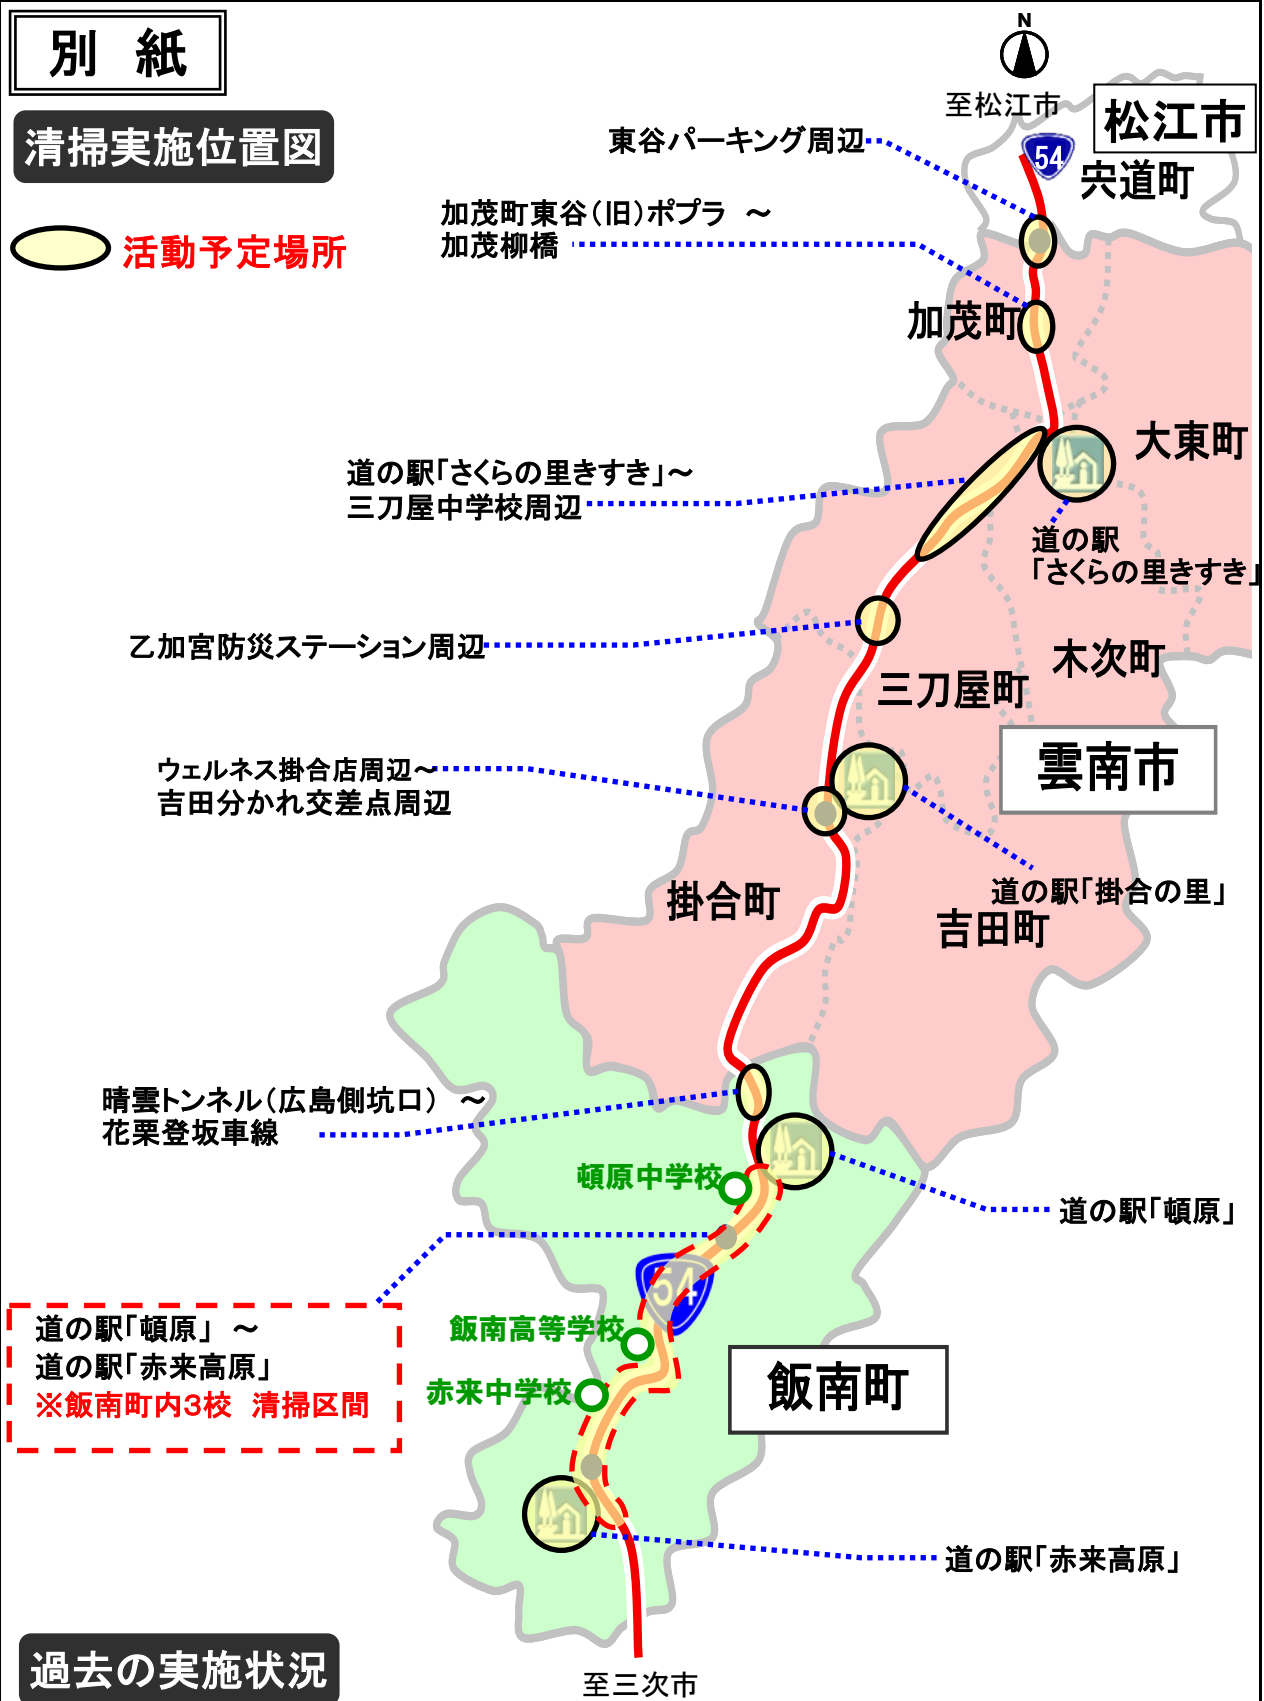 別 紙
清掃実施位置図
活動予定場所
N
至松江市
松江市
54
宍道町
東谷パーキング周辺
加茂町東谷(旧)ポプラ ～
加茂柳橋
加茂町
大東町
道の駅「さくらの里きすき」～
三刀屋中学校周辺
道の駅
「さくらの里きすき」
乙加宮防災ステーション周辺
木次町
三刀屋町
雲南市
ウェルネス掛合店周辺～
吉田分かれ交差点周辺
道の駅「掛合の里」
掛合町
吉田町
晴雲トンネル(広島側坑口) ～
花栗登坂車線
頓原中学校
道の駅「頓原」
54
道の駅「頓原」 ～
道の駅「赤来高原」
※飯南町内3校 清掃区間
飯南高等学校
赤来中学校
飯南町
道の駅「赤来高原」
過去の実施状況
至三次市